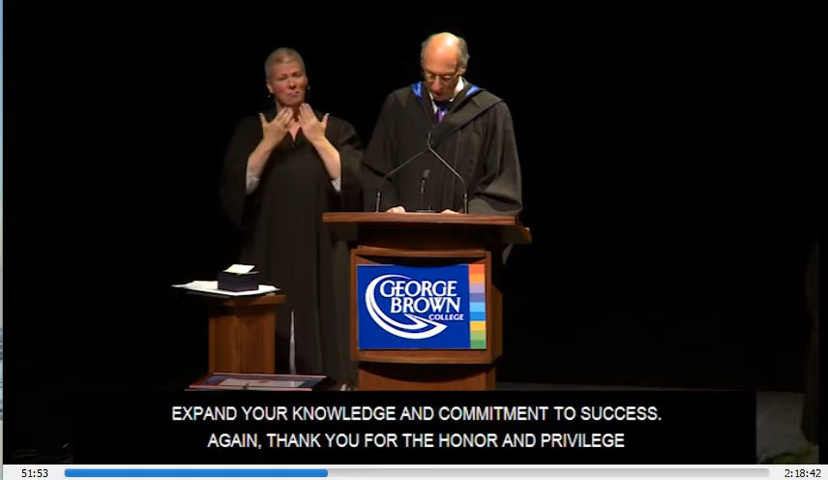 GEORGE
BROWN
COLLEGE
EXPAND YOUR KNOWLEDGE AND COMMITMENT TO SUCCESS.
AGAIN, THANK YOU FOR THE HONOR AND PRIVILEGE
51:53
2:18:42